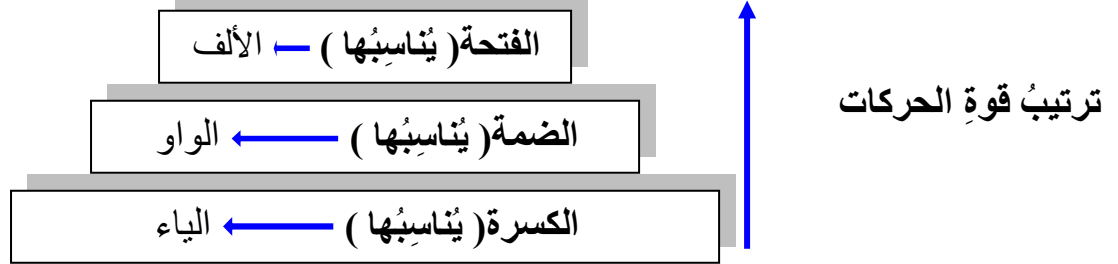 الفتحة( يُناسِبُها ) ← الألف
ترتيبُ قوةِ الحركات
الضمة( يُناسِبُها ) ← الواو
الكسرة( يُناسِبُها ) ← الياء